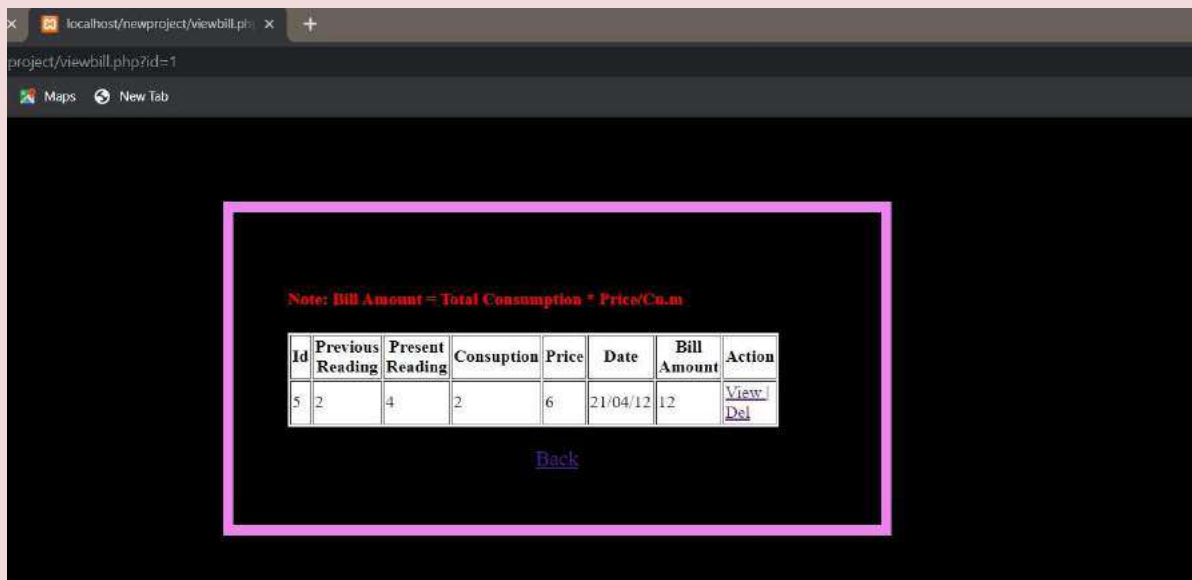 localhost/newproject/viewbill.ph
project/viewbill.php?id=1
Maps New Tab
Note: Bill Amount = Total Consumption * Price/Cu.m
Id Previous Reading Present Reading Consuption Price Date Bill Amount Action
5 2 4 2 6 21/04/12 12 View | Del
Back